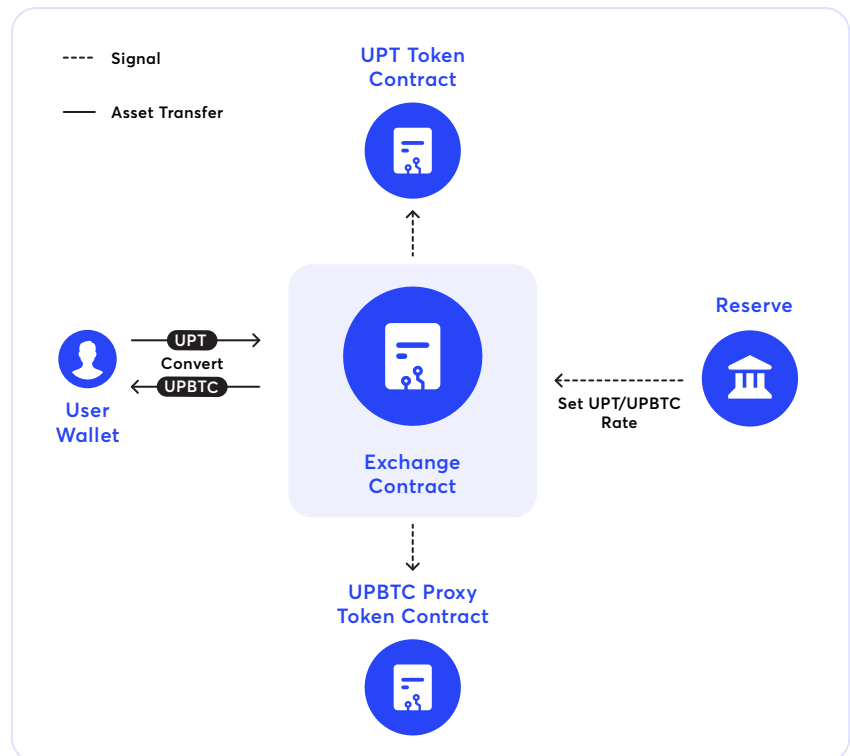 Signal
Asset Transfer
UPT Token
Contract
UPT
Convert
UPBTC
User
Wallet
Exchange
Contract
Reserve
Set UPT/UPBTC
Rate
UPBTC Proxy
Token Contract